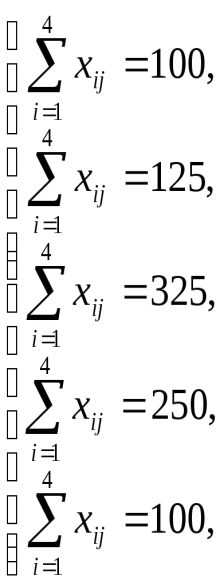 ∑_{i=1}^{4} x_{ij} = 100,
∑_{i=1}^{4} x_{ij} = 125,
∑_{i=1}^{4} x_{ij} = 325,
∑_{i=1}^{4} x_{ij} = 250,
∑_{i=1}^{4} x_{ij} = 100,